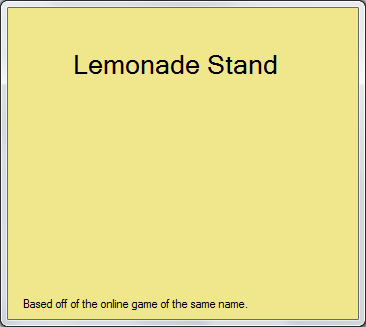 Lemonade Stand
Based off of the online game of the same name.